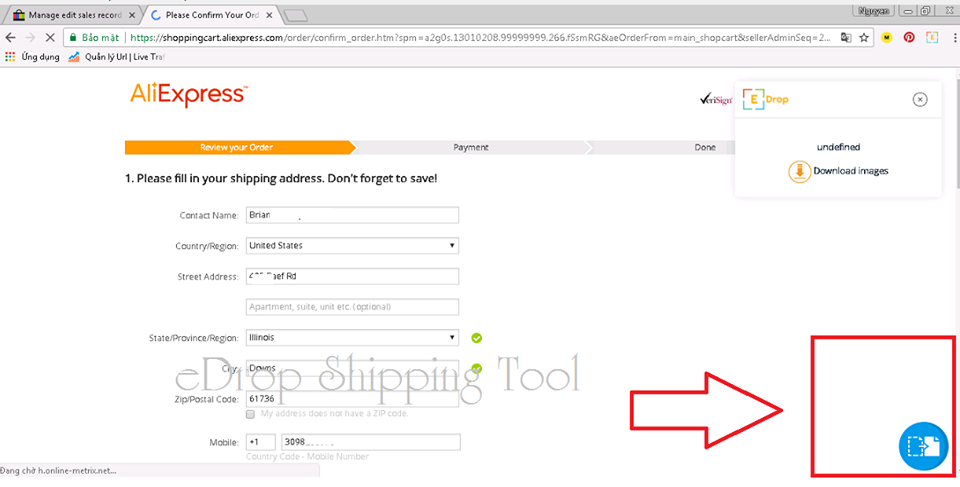 Manage edit sales record
Please Confirm Your Ord
Nguyen
Bảo mật
https://shoppingcart.aliexpress.com/order/confirm_order.htm?spm=a2g0s.13010208.99999999.266.fSsmRG&aeOrderFrom=main_shopcart&sellerAdminSeq=2...
Ứng dụng
Quản lý Url | Live Traf
AliExpress™
VeriSign
E Drop
undefined
Download images
Review your Order
Payment
Done
1. Please fill in your shipping address. Don't forget to save!
Contact Name: Brian
Country/Region: United States
Street Address: Raef Rd
Apartment, suite, unit etc. (optional)
State/Province/Region: Illinois
City: Downs
eDrop Shipping Tool
Zip/Postal Code: 61736
My address does not have a ZIP code.
Mobile: +1 3098
Country Code - Mobile Number
Đang chờ h.online-metrix.net...